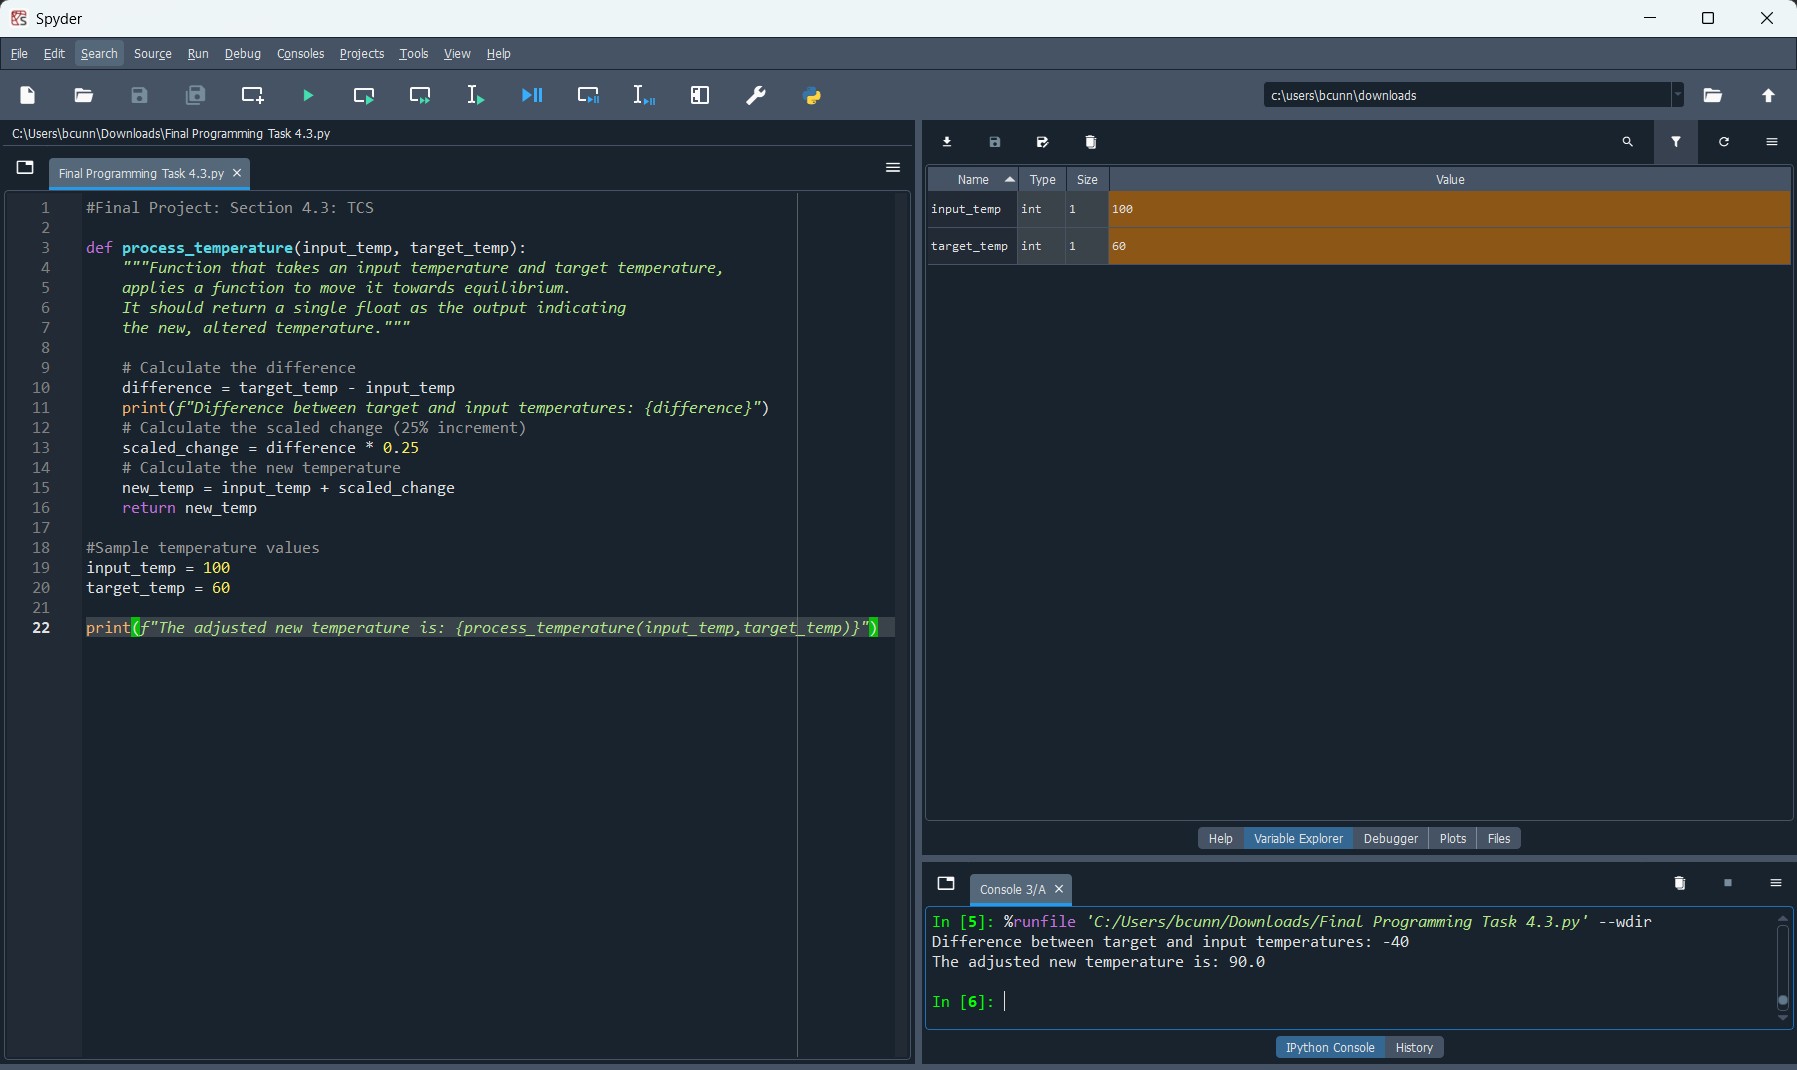 Spyder
File Edit Search Source Run Debug Consoles Projects Tools View Help
c:\users\bcunn\downloads
C:\Users\bcunn\Downloads\Final Programming Task 4.3.py
Final Programming Task 4.3.py
1 #Final Project: Section 4.3: TCS
2
3 def process_temperature(input_temp, target_temp):
4 """Function that takes an input temperature and target temperature,
5 applies a function to move it towards equilibrium.
6 It should return a single float as the output indicating
7 the new, altered temperature."""
8
9 # Calculate the difference
10 difference = target_temp - input_temp
11 print(f"Difference between target and input temperatures: {difference}")
12 # Calculate the scaled change (25% increment)
13 scaled_change = difference * 0.25
14 # Calculate the new temperature
15 new_temp = input_temp + scaled_change
16 return new_temp
17
18 #Sample temperature values
19 input_temp = 100
20 target_temp = 60
21
22 print(f"The adjusted new temperature is: {process_temperature(input_temp,target_temp)}")
Name Type Size Value
input_temp int 1 100
target_temp int 1 60
Help Variable Explorer Debugger Plots Files
Console 3/A
In [5]: %runfile 'C:/Users/bcunn/Downloads/Final Programming Task 4.3.py' --wdir
Difference between target and input temperatures: -40
The adjusted new temperature is: 90.0
In [6]:
IPython Console History